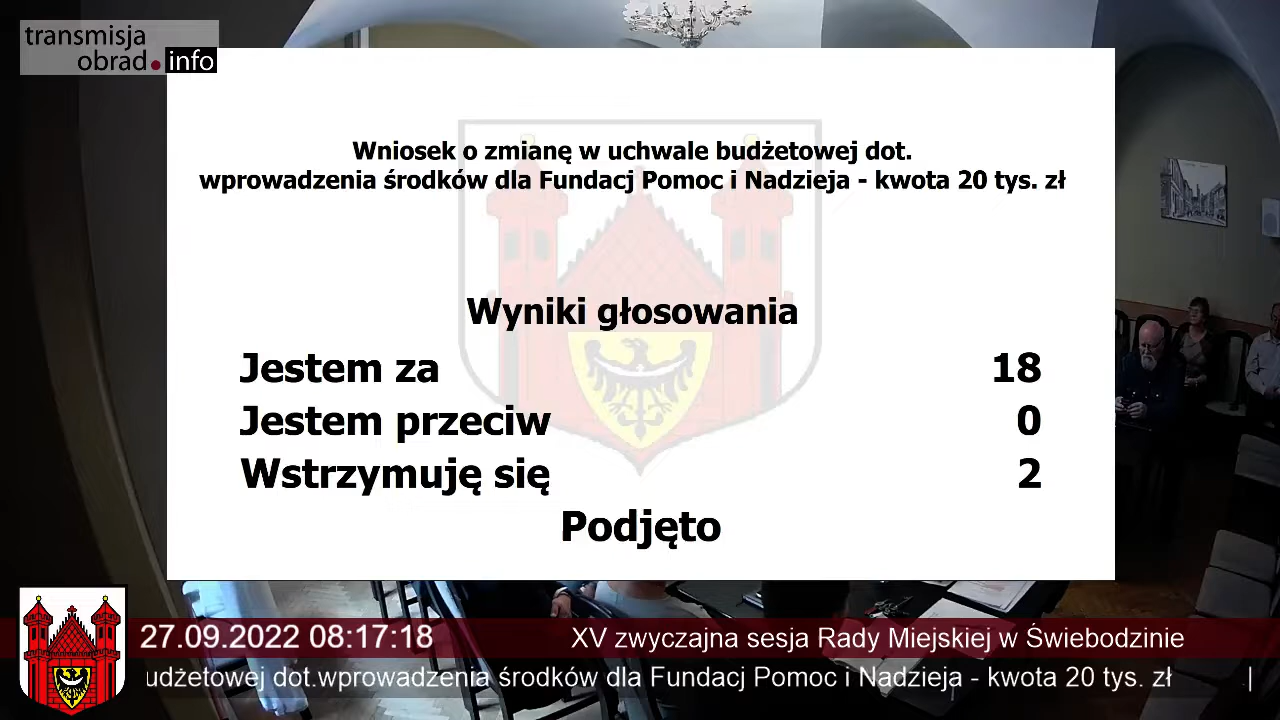 transmisja
obrad.info
Wniosek o zmianę w uchwale budżetowej dot.
wprowadzenia środków dla Fundacj Pomoc i Nadzieja - kwota 20 tys. zł
Wyniki głosowania
Jestem za 18
Jestem przeciw 0
Wstrzymuję się 2
Podjęto
27.09.2022 08:17:18 XV zwyczajna sesja Rady Miejskiej w Świebodzinie
udżetowej dot.wprowadzenia środków dla Fundacj Pomoc i Nadzieja - kwota 20 tys. zł |